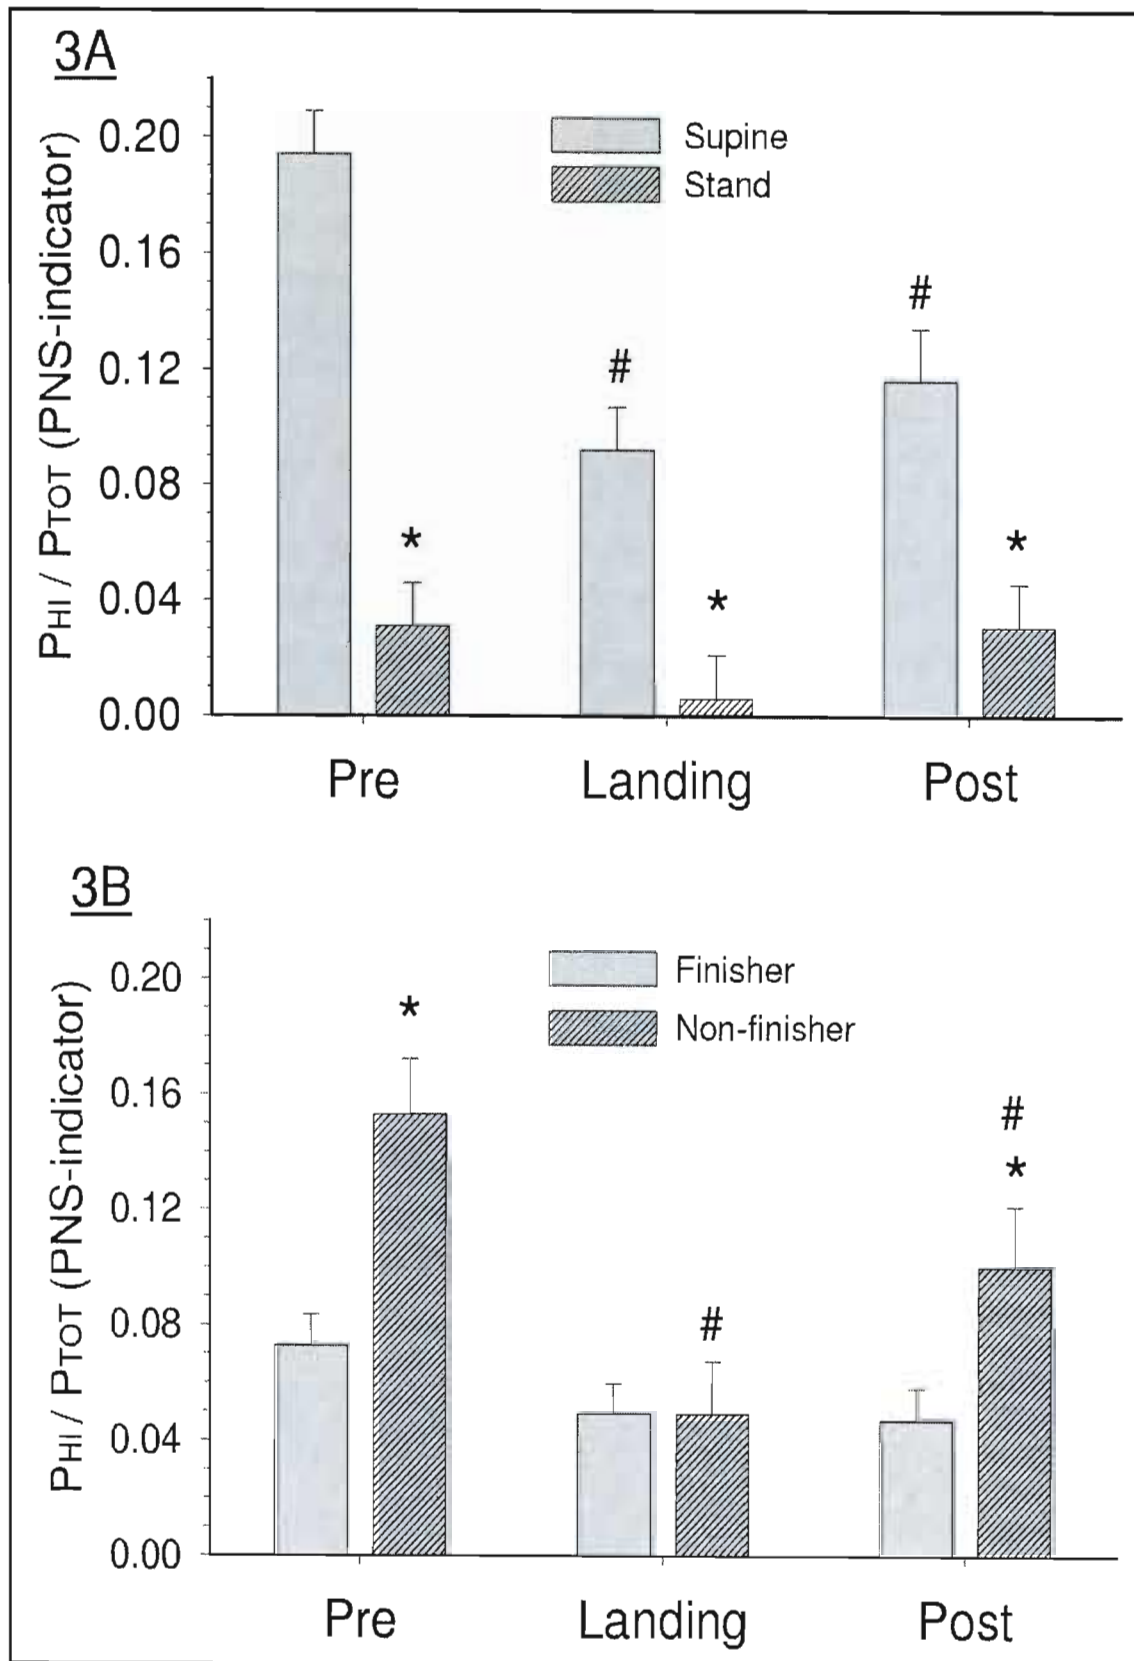 3A
PHI / PTOT (PNS-indicator)
0.20
0.16
0.12
0.08
0.04
0.00
Supine
Stand
#
#
*
*
*
Pre
Landing
Post
3B
PHI / PTOT (PNS-indicator)
0.20
0.16
0.12
0.08
0.04
0.00
Finisher
Non-finisher
*
#
#
*
Pre
Landing
Post